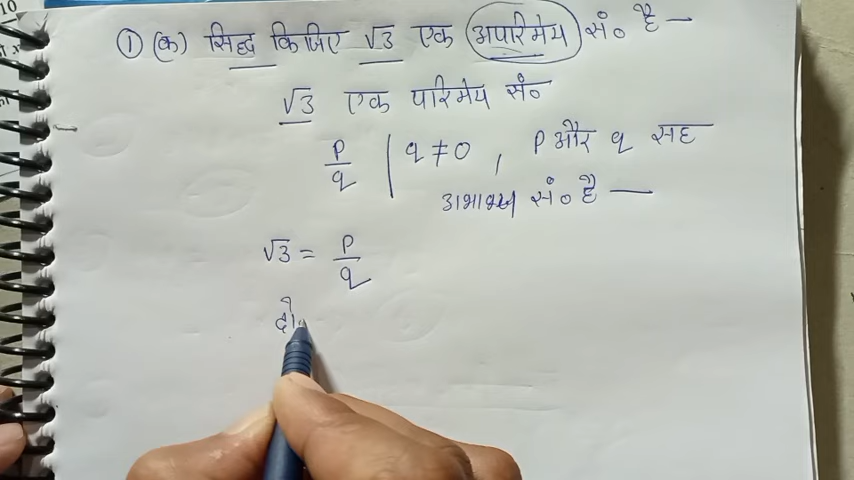 ① (क) सिद्ध किजिए √3 एक अपरिमेय सं० है —
√3 एक परिमेय सं०
p/q | q ≠ 0, p और q सह
अभाज्य सं० है —
√3 = p/q
दो